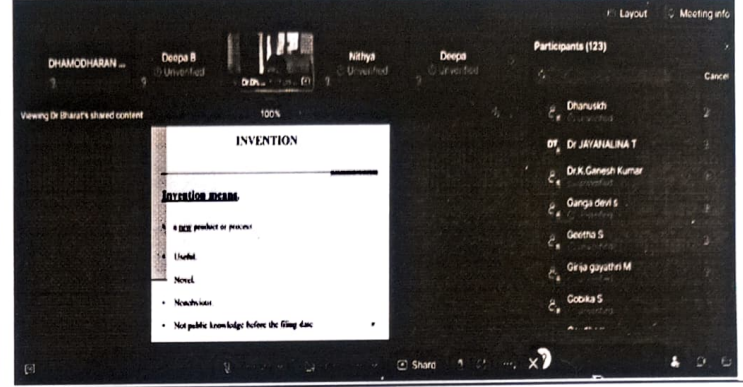 Layout
Meeting info
DHAMODHARAN ...
Deepa B
Unverified
Nithya
Unverified
Deepa
Unverified
Participants (123)
Cancel
Viewing Dr Bharat's shared content
100%
INVENTION
Invention means,
a new product or process
Useful.
Novel.
• Nonobvious.
• Not public knowledge before the filing date
Dhanuskh
DT
Dr JAYANALINA T
Dr.K.Ganesh Kumar
Ganga devi s
Geetha S
Girija gayathri M
Gobika S
Share